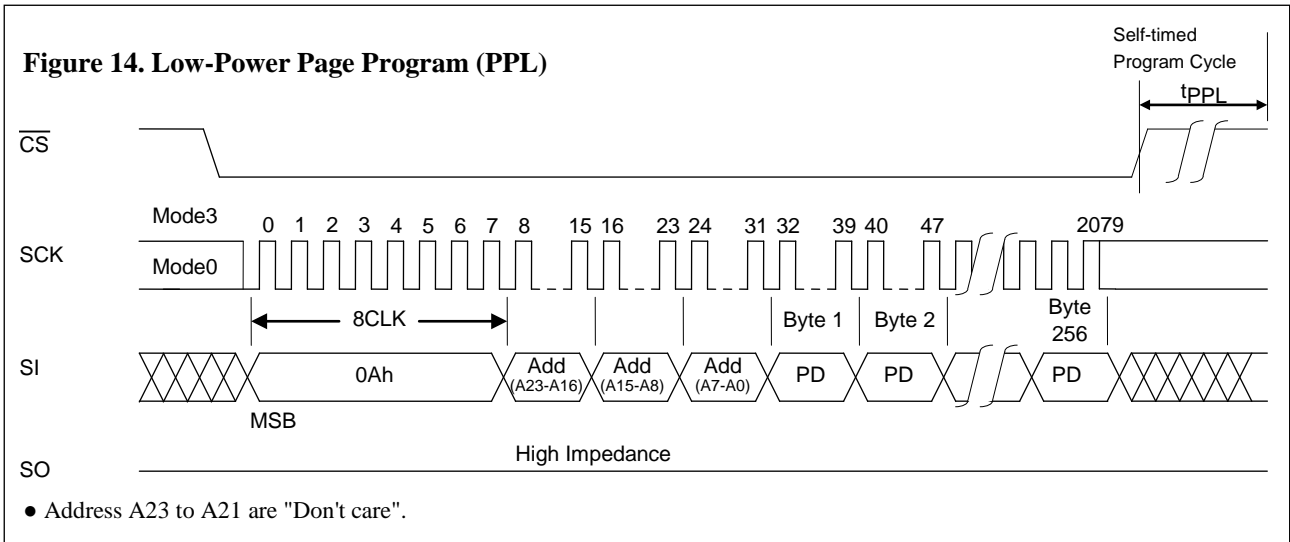 Figure 14. Low-Power Page Program (PPL)
Self-timed
Program Cycle
tPPL
CS
Mode3
0 1 2 3 4 5 6 7 8 15 16 23 24 31 32 39 40 47 2079
SCK
Mode0
8CLK
Byte 1
Byte 2
Byte
256
SI
0Ah
Add
(A23-A16)
Add
(A15-A8)
Add
(A7-A0)
PD
PD
PD
MSB
High Impedance
SO
● Address A23 to A21 are "Don't care".